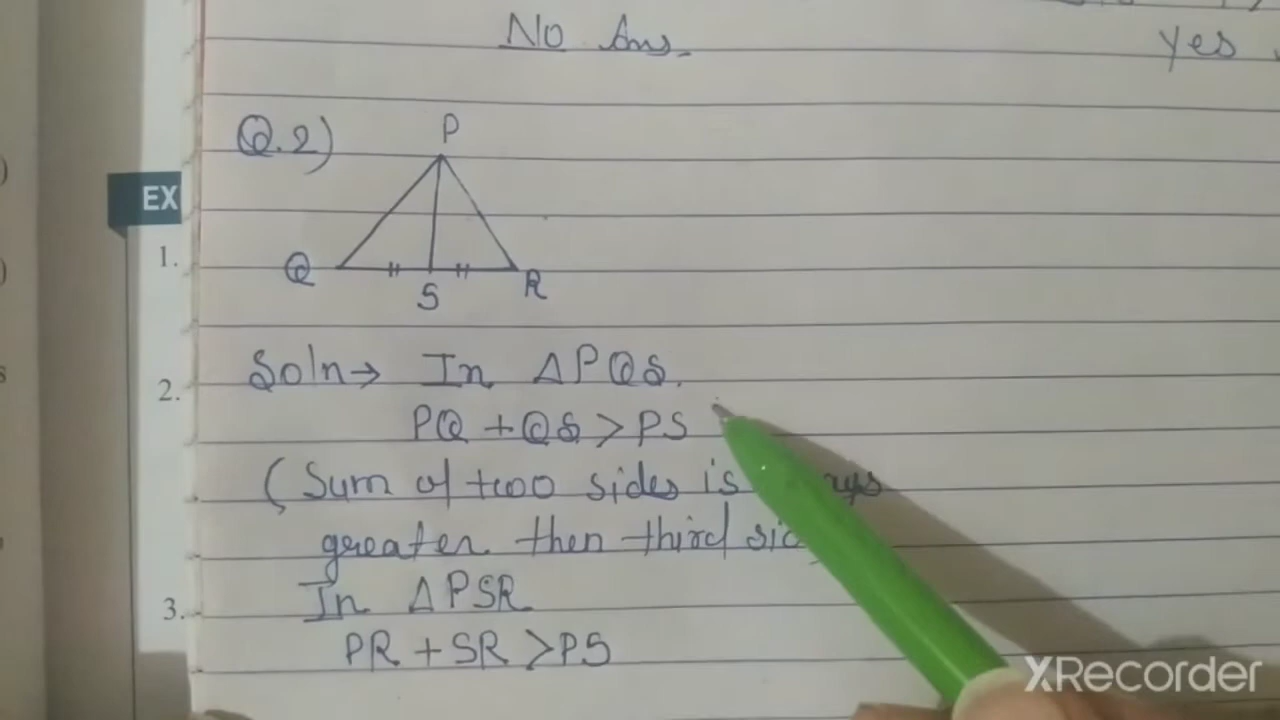 No Ans.
Yes
Q.2)
P
Q
S
R
EX
1.
Soln→ In ΔPQS.
2.
PQ + QS > PS
(Sum of two sides is
greater then third
In ΔPSR
3.
PR + SR > PS
XRecorder